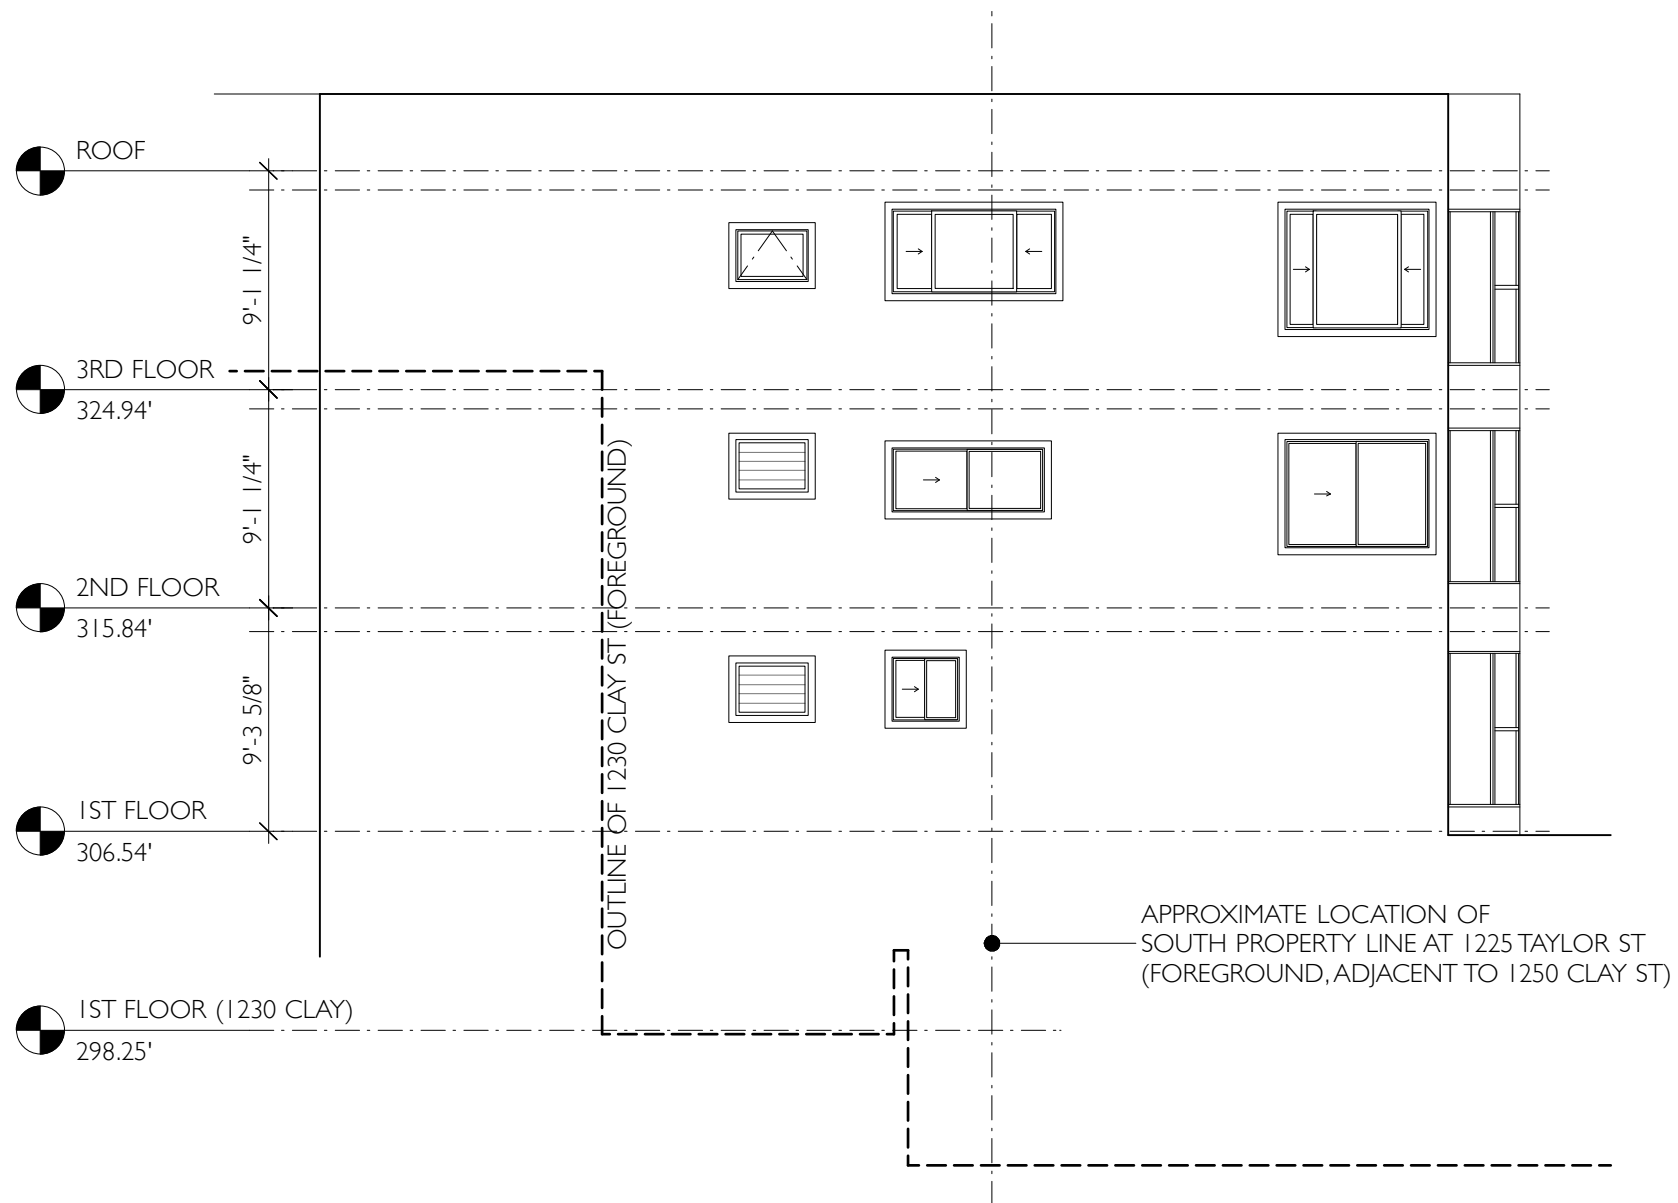 ROOF
9'-1 1/4"
3RD FLOOR
324.94'
9'-1 1/4"
OUTLINE OF 1230 CLAY ST (FOREGROUND)
2ND FLOOR
315.84'
9'-3 5/8"
1ST FLOOR
306.54'
APPROXIMATE LOCATION OF
SOUTH PROPERTY LINE AT 1225 TAYLOR ST
(FOREGROUND, ADJACENT TO 1250 CLAY ST)
1ST FLOOR (1230 CLAY)
298.25'